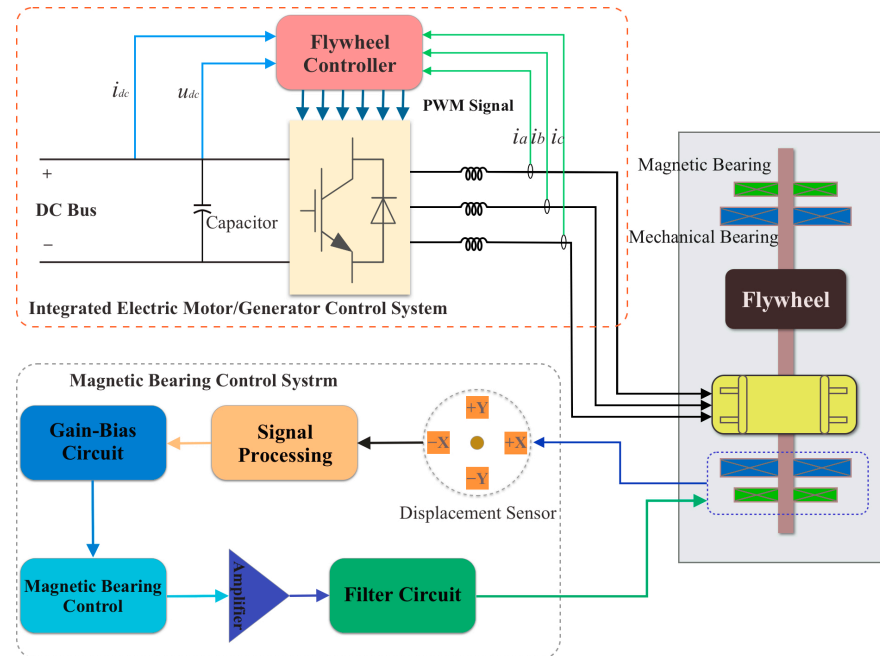 Flywheel
Controller
i_dc
u_dc
PWM Signal
i_a i_b i_c
+
DC Bus
−
Capacitor
Integrated Electric Motor/Generator Control System
Magnetic Bearing
Mechanical Bearing
Flywheel
Magnetic Bearing Control Systrm
Gain-Bias
Circuit
Signal
Processing
+Y
−X
+X
−Y
Displacement Sensor
Magnetic Bearing
Control
Amplifier
Filter Circuit